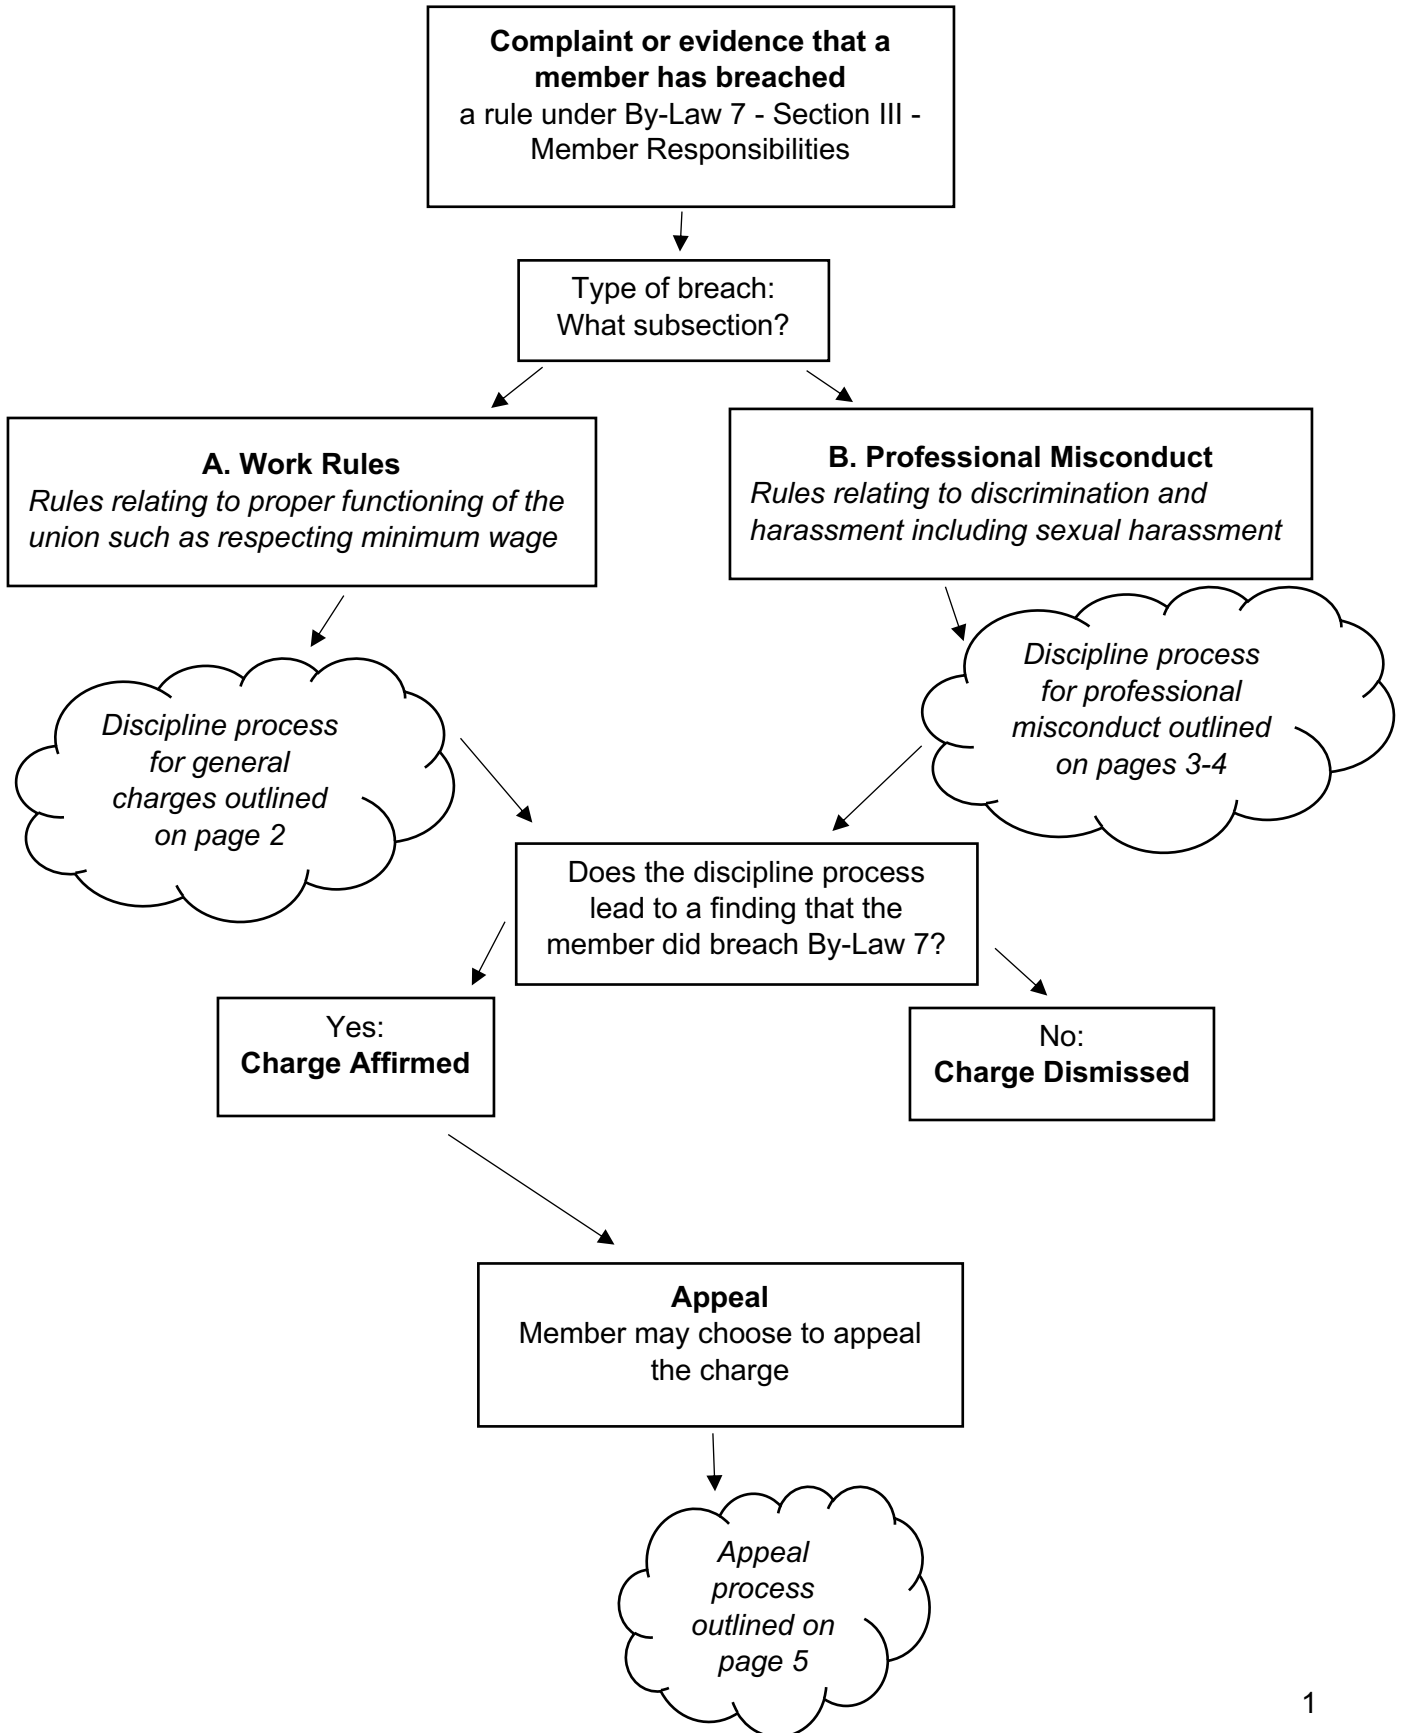 Complaint or evidence that a
member has breached
a rule under By-Law 7 - Section III -
Member Responsibilities
Type of breach:
What subsection?
A. Work Rules
Rules relating to proper functioning of the
union such as respecting minimum wage
B. Professional Misconduct
Rules relating to discrimination and
harassment including sexual harassment
Discipline process
for general
charges outlined
on page 2
Discipline process
for professional
misconduct outlined
on pages 3-4
Does the discipline process
lead to a finding that the
member did breach By-Law 7?
Yes:
Charge Affirmed
No:
Charge Dismissed
Appeal
Member may choose to appeal
the charge
Appeal
process
outlined on
page 5
1